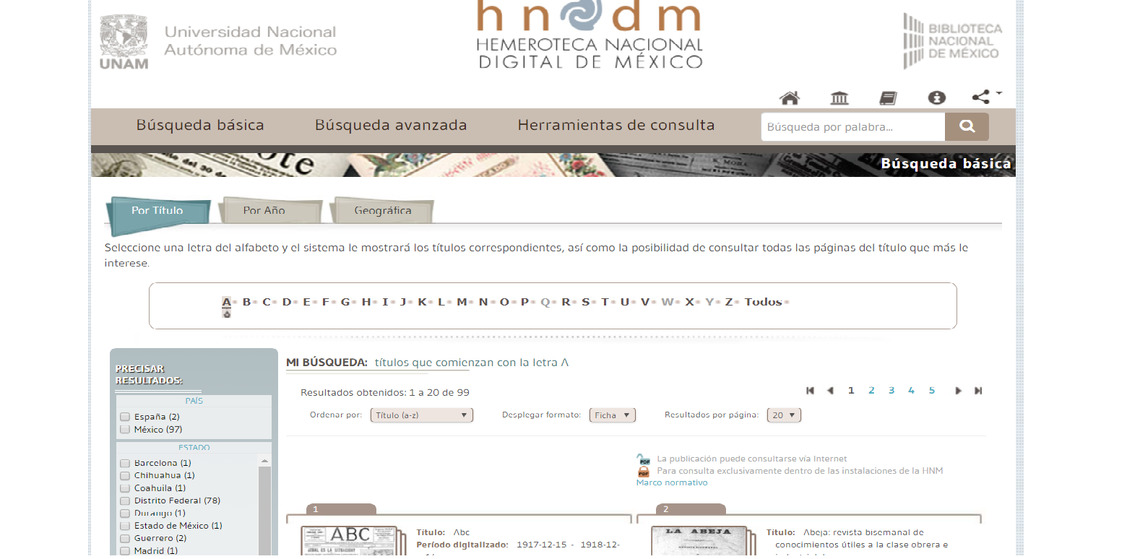 Universidad Nacional
Autónoma de México
UNAM
hndm
HEMEROTECA NACIONAL
DIGITAL DE MÉXICO
BIBLIOTECA
NACIONAL
DE MÉXICO
Búsqueda básica
Búsqueda avanzada
Herramientas de consulta
Búsqueda por palabra...
Búsqueda básica
Por Título
Por Año
Geográfica
Seleccione una letra del alfabeto y el sistema le mostrará los títulos correspondientes, así como la posibilidad de consultar todas las páginas del título que más le
interese.
A B C D E F G H I J K L M N O P Q R S T U V W X Y Z Todos
PRECISAR
RESULTADOS:
PAÍS
España (2)
México (97)
ESTADO
Barcelona (1)
Chihuahua (1)
Coahuila (1)
Distrito Federal (78)
Durango (1)
Estado de México (1)
Guerrero (2)
Madrid (1)
MI BÚSQUEDA: títulos que comienzan con la letra A
Resultados obtenidos: 1 a 20 de 99
1 2 3 4 5
Ordenar por: Título (a-z)
Desplegar formato: Ficha
Resultados por página: 20
La publicación puede consultarse vía Internet
Para consulta exclusivamente dentro de las instalaciones de la HNM
Marco normativo
1
ABC
Título: Abc
Período digitalizado: 1917-12-15 - 1918-12-
2
LA ABEJA
Título: Abeja: revista bisemanal de
conocimientos útiles a la clase obrera e